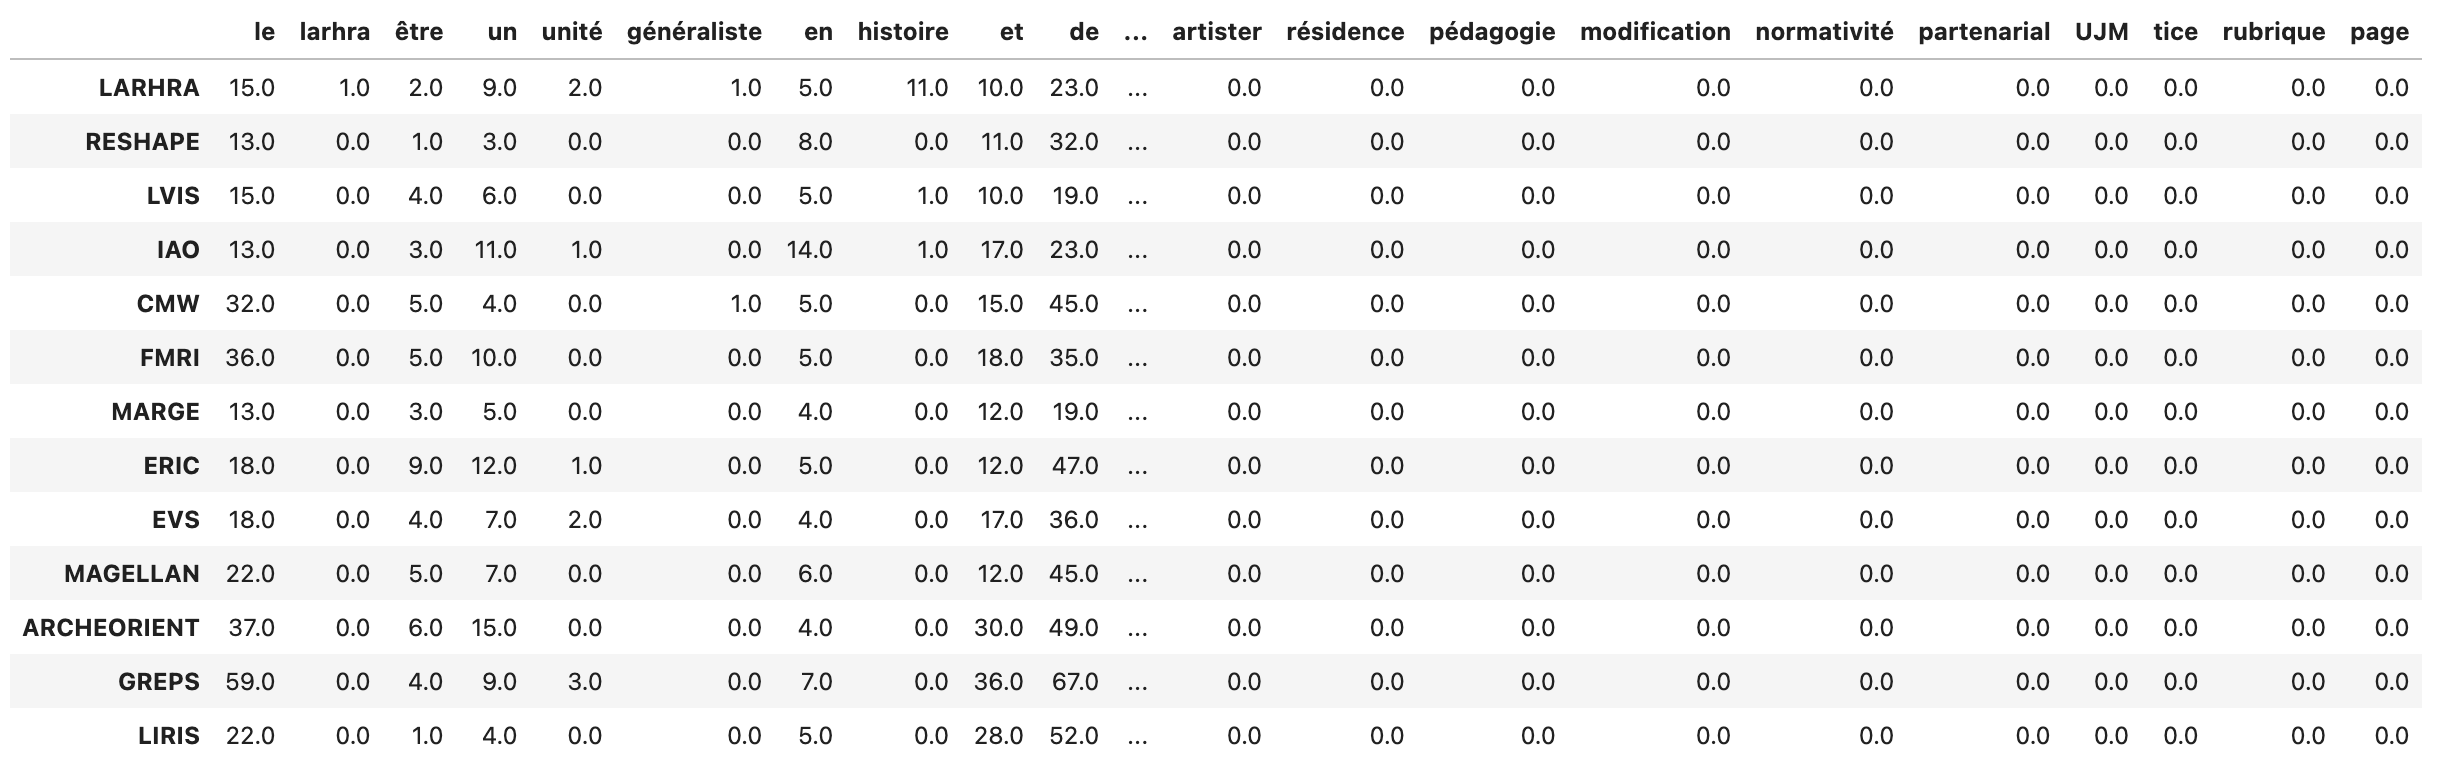 le larhra être un unité généraliste en histoire et de ... artister résidence pédagogie modification normativité partenarial UJM tice rubrique page
LARHRA 15.0 1.0 2.0 9.0 2.0 1.0 5.0 11.0 10.0 23.0 ... 0.0 0.0 0.0 0.0 0.0 0.0 0.0 0.0 0.0 0.0
RESHAPE 13.0 0.0 1.0 3.0 0.0 0.0 8.0 0.0 11.0 32.0 ... 0.0 0.0 0.0 0.0 0.0 0.0 0.0 0.0 0.0 0.0
LVIS 15.0 0.0 4.0 6.0 0.0 0.0 5.0 1.0 10.0 19.0 ... 0.0 0.0 0.0 0.0 0.0 0.0 0.0 0.0 0.0 0.0
IAO 13.0 0.0 3.0 11.0 1.0 0.0 14.0 1.0 17.0 23.0 ... 0.0 0.0 0.0 0.0 0.0 0.0 0.0 0.0 0.0 0.0
CMW 32.0 0.0 5.0 4.0 0.0 1.0 5.0 0.0 15.0 45.0 ... 0.0 0.0 0.0 0.0 0.0 0.0 0.0 0.0 0.0 0.0
FMRI 36.0 0.0 5.0 10.0 0.0 0.0 5.0 0.0 18.0 35.0 ... 0.0 0.0 0.0 0.0 0.0 0.0 0.0 0.0 0.0 0.0
MARGE 13.0 0.0 3.0 5.0 0.0 0.0 4.0 0.0 12.0 19.0 ... 0.0 0.0 0.0 0.0 0.0 0.0 0.0 0.0 0.0 0.0
ERIC 18.0 0.0 9.0 12.0 1.0 0.0 5.0 0.0 12.0 47.0 ... 0.0 0.0 0.0 0.0 0.0 0.0 0.0 0.0 0.0 0.0
EVS 18.0 0.0 4.0 7.0 2.0 0.0 4.0 0.0 17.0 36.0 ... 0.0 0.0 0.0 0.0 0.0 0.0 0.0 0.0 0.0 0.0
MAGELLAN 22.0 0.0 5.0 7.0 0.0 0.0 6.0 0.0 12.0 45.0 ... 0.0 0.0 0.0 0.0 0.0 0.0 0.0 0.0 0.0 0.0
ARCHEORIENT 37.0 0.0 6.0 15.0 0.0 0.0 4.0 0.0 30.0 49.0 ... 0.0 0.0 0.0 0.0 0.0 0.0 0.0 0.0 0.0 0.0
GREPS 59.0 0.0 4.0 9.0 3.0 0.0 7.0 0.0 36.0 67.0 ... 0.0 0.0 0.0 0.0 0.0 0.0 0.0 0.0 0.0 0.0
LIRIS 22.0 0.0 1.0 4.0 0.0 0.0 5.0 0.0 28.0 52.0 ... 0.0 0.0 0.0 0.0 0.0 0.0 0.0 0.0 0.0 0.0